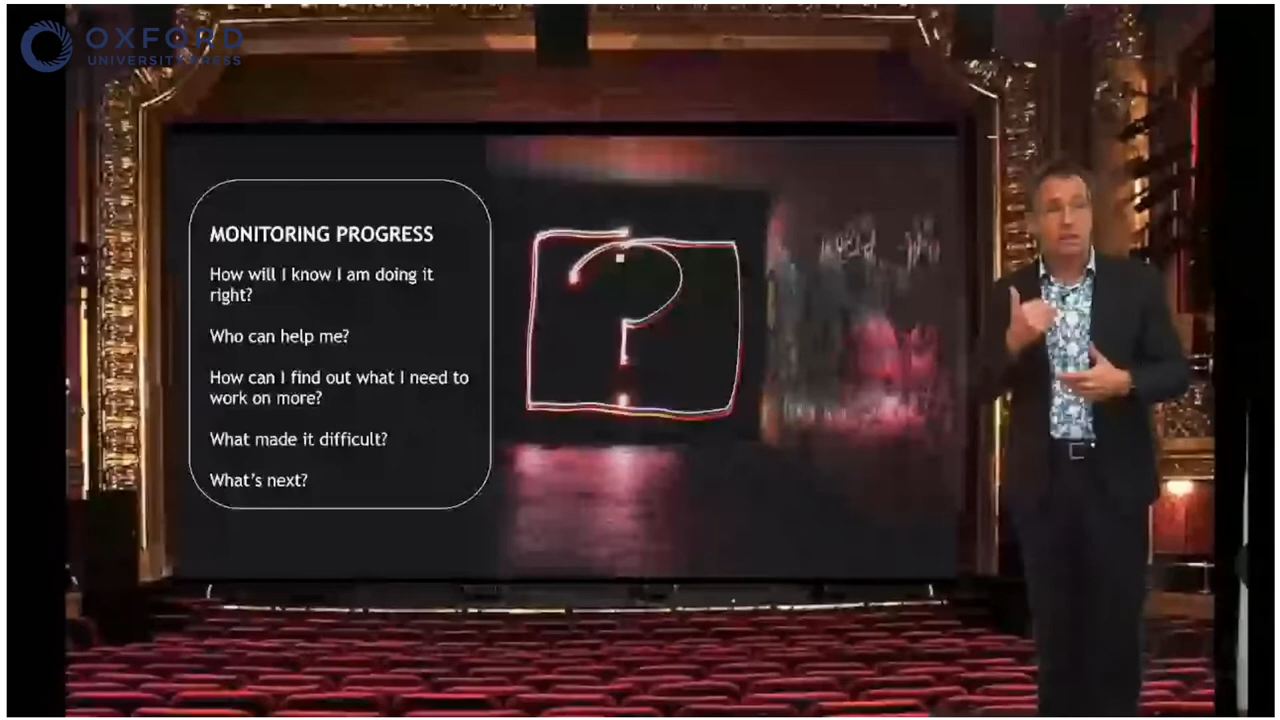 OXFORD
UNIVERSITY PRESS
MONITORING PROGRESS
How will I know I am doing it
right?
Who can help me?
How can I find out what I need to
work on more?
What made it difficult?
What's next?